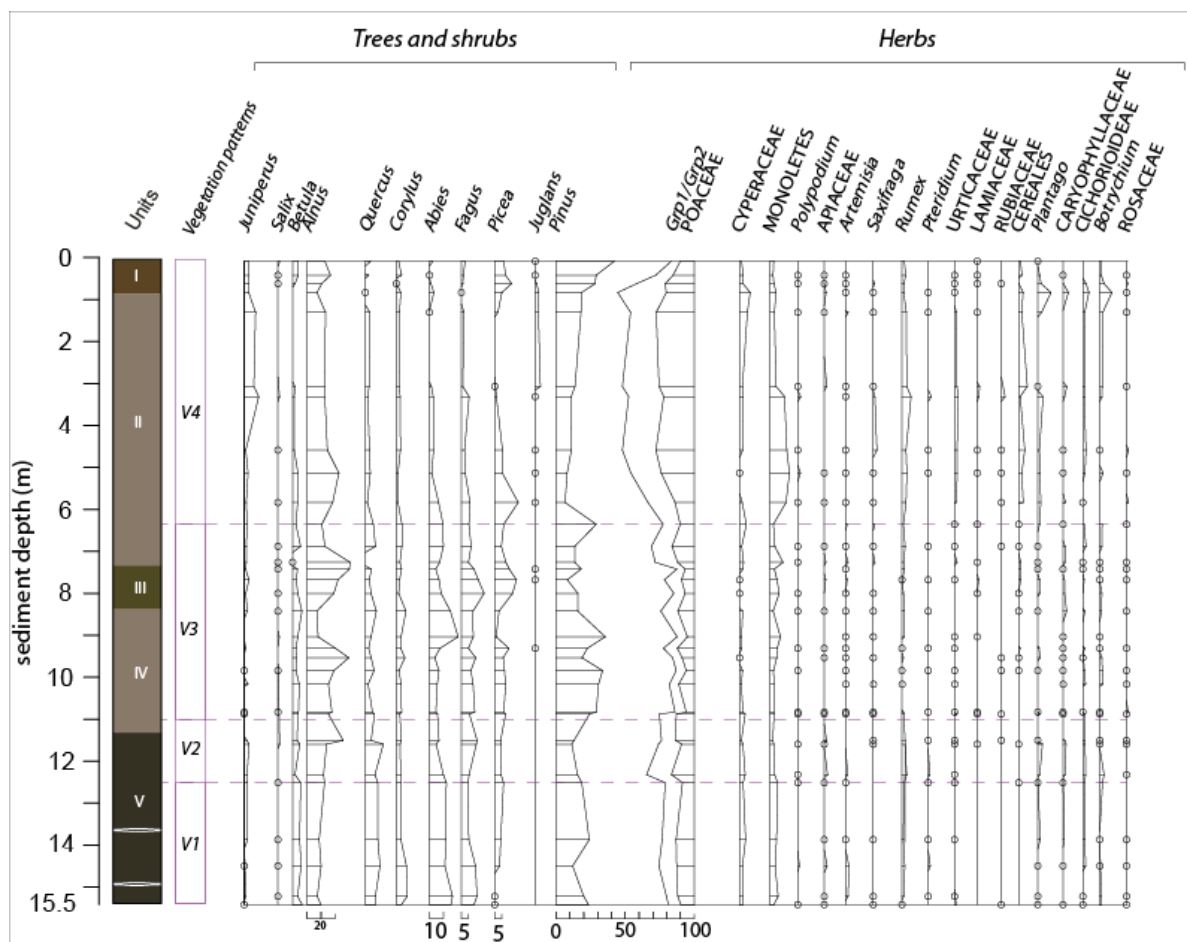 Trees and shrubs
Herbs
Units
Vegetation patterns
Juniperus
Salix
Betula
Alnus
Quercus
Corylus
Abies
Fagus
Picea
Juglans
Pinus
Grp1/Grp2
POACEAE
CYPERACEAE
MONOLETES
Polypodium
APIACEAE
Artemisia
Saxifraga
Rumex
Pteridium
URTICACEAE
LAMIACEAE
RUBIACEAE
CEREALES
Plantago
CARYOPHYLLACEAE
CICHORIOIDEAE
Botrychium
ROSACEAE
sediment depth (m)
0
2
4
6
8
10
12
14
15.5
I
II
III
IV
V
V4
V3
V2
V1
20
10
5
5
0
50
100